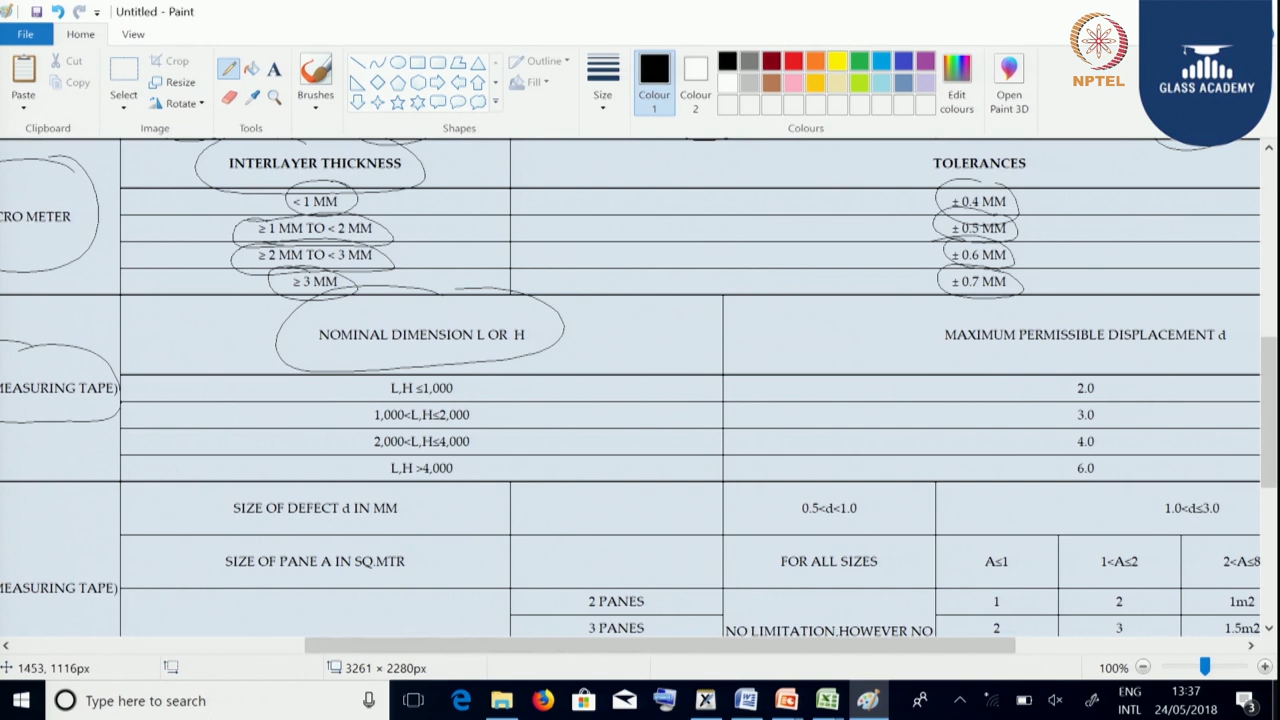 Untitled - Paint
File
Home
View
Paste
Cut
Copy
Clipboard
Select
Crop
Resize
Rotate
Image
Tools
Brushes
Shapes
Outline
Fill
Size
Colour 1
Colour 2
Colours
Edit colours
Open Paint 3D
NPTEL
GLASS ACADEMY
INTERLAYER THICKNESS TOLERANCES
CRO METER
< 1 MM ± 0.4 MM
≥ 1 MM TO < 2 MM ± 0.5 MM
≥ 2 MM TO < 3 MM ± 0.6 MM
≥ 3 MM ± 0.7 MM
NOMINAL DIMENSION L OR H MAXIMUM PERMISSIBLE DISPLACEMENT d
MEASURING TAPE)
L,H ≤1,000 2.0
1,000<L,H≤2,000 3.0
2,000<L,H≤4,000 4.0
L,H >4,000 6.0
SIZE OF DEFECT d IN MM 0.5<d<1.0 1.0<d≤3.0
MEASURING TAPE)
SIZE OF PANE A IN SQ.MTR FOR ALL SIZES A≤1 1<A≤2 2<A≤8
2 PANES 1 2 1m2
3 PANES NO LIMITATION,HOWEVER NO 2 3 1.5m2
1453, 1116px
3261 × 2280px
100%
Type here to search
ENG INTL
13:37
24/05/2018
3